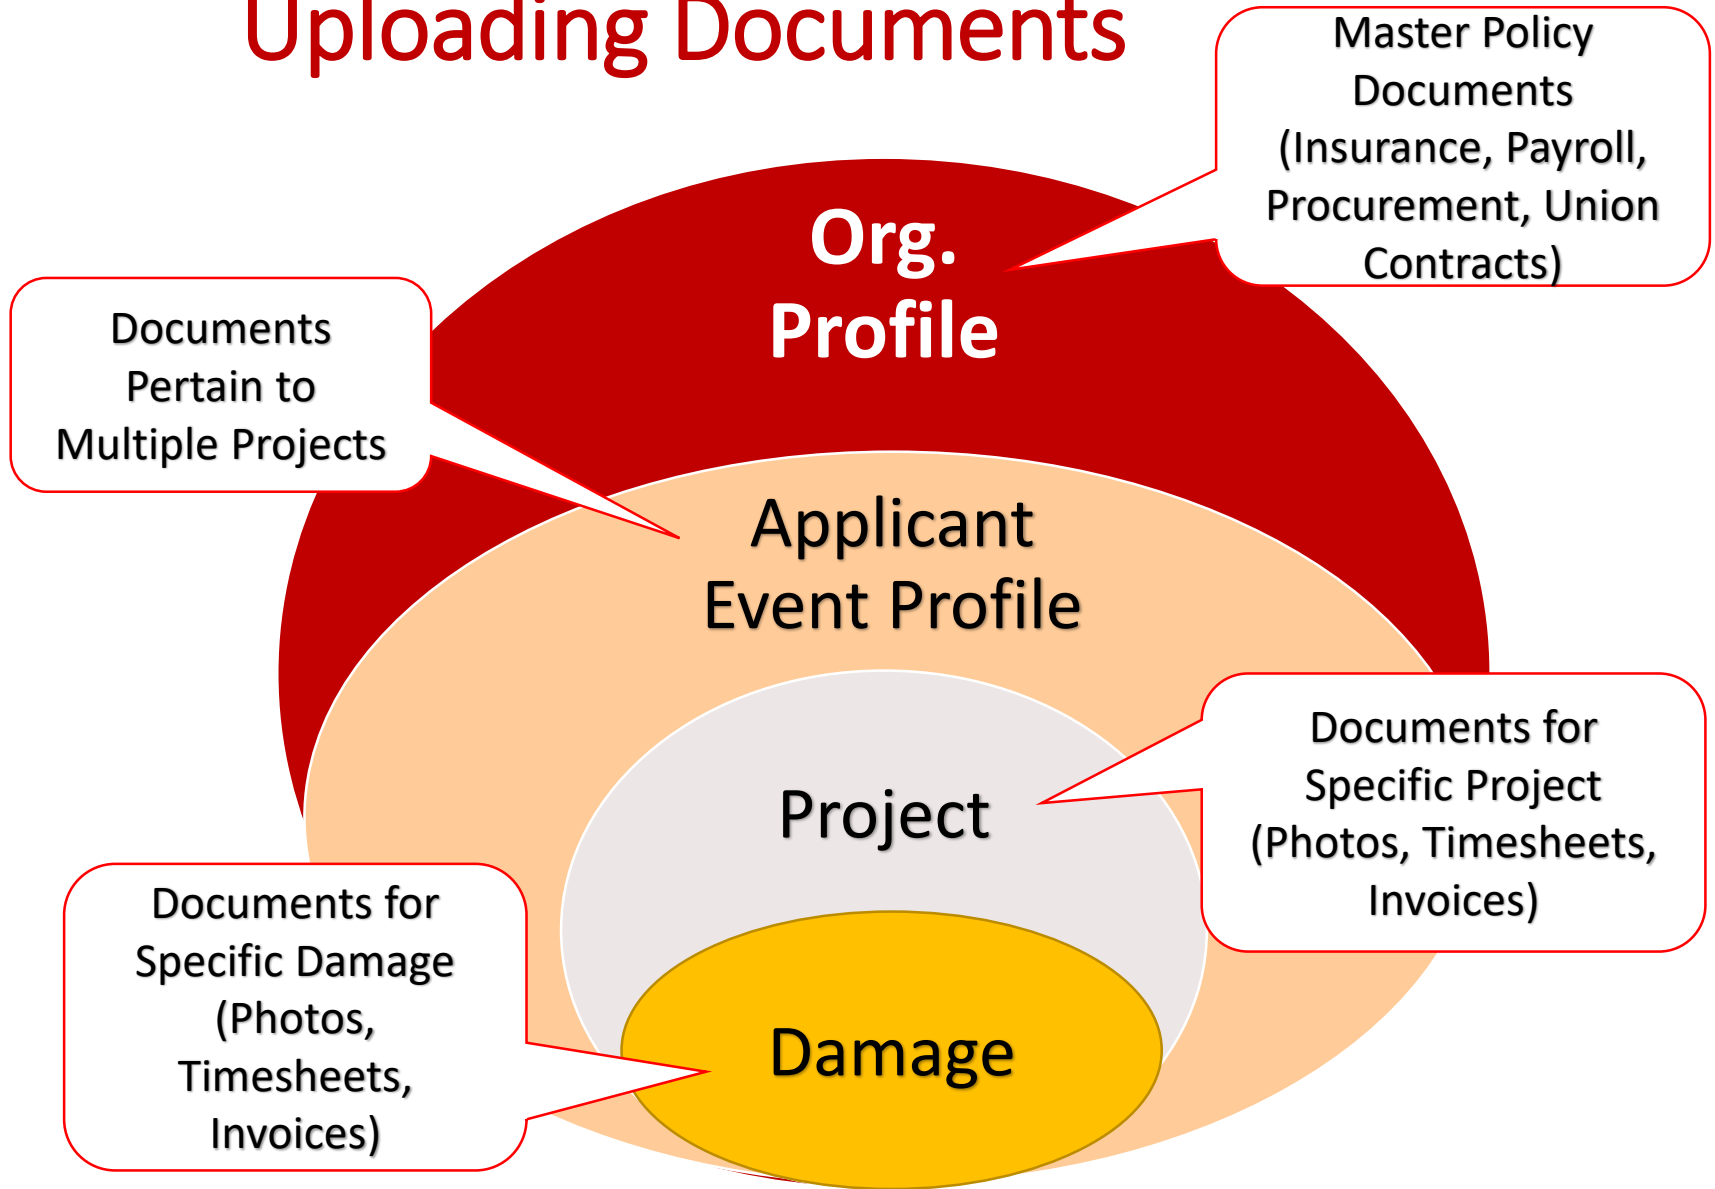 Uploading Documents
Master Policy
Documents
(Insurance, Payroll,
Procurement, Union
Contracts)
Org.
Profile
Documents
Pertain to
Multiple Projects
Applicant
Event Profile
Documents for
Specific Project
(Photos, Timesheets,
Invoices)
Project
Documents for
Specific Damage
(Photos,
Timesheets,
Invoices)
Damage